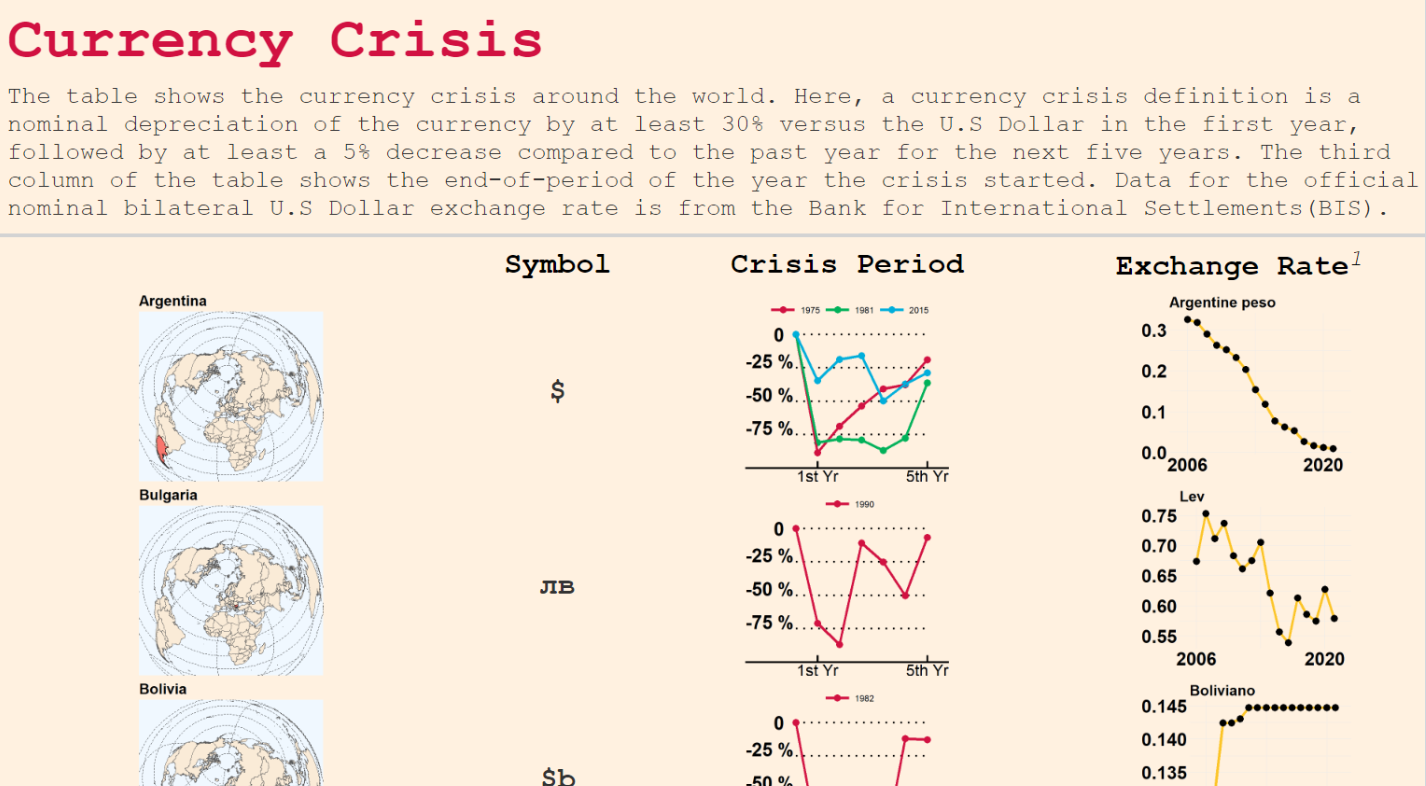 Currency Crisis
The table shows the currency crisis around the world. Here, a currency crisis definition is a
nominal depreciation of the currency by at least 30% versus the U.S Dollar in the first year,
followed by at least a 5% decrease compared to the past year for the next five years. The third
column of the table shows the end-of-period of the year the crisis started. Data for the official
nominal bilateral U.S Dollar exchange rate is from the Bank for International Settlements(BIS).
Symbol
Crisis Period
Exchange Rate1
Argentina
$
1975 1981 2015
0
-25 %
-50 %
-75 %
1st Yr 5th Yr
Argentine peso
0.3
0.2
0.1
0.0
2006 2020
Bulgaria
лв
1990
0
-25 %
-50 %
-75 %
1st Yr 5th Yr
Lev
0.75
0.70
0.65
0.60
0.55
2006 2020
Bolivia
$b
1982
0
-25 %
-50 %
Boliviano
0.145
0.140
0.135